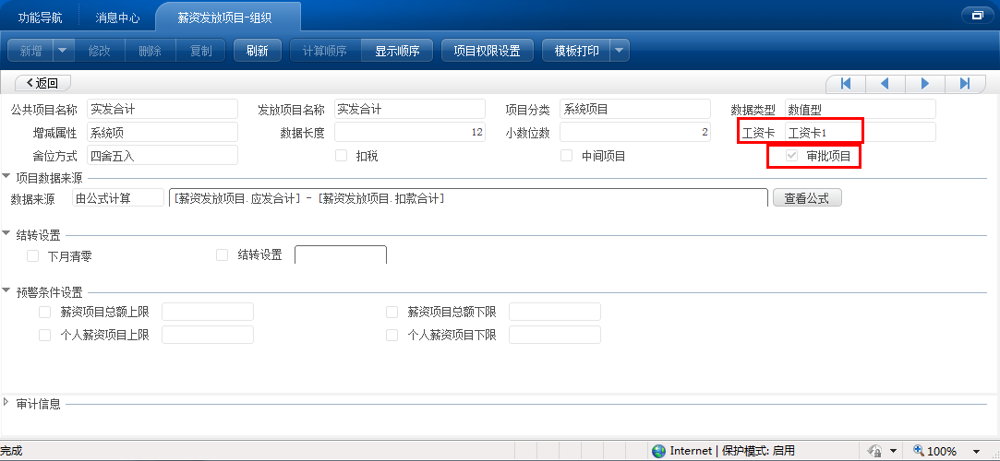 功能导航 消息中心 薪资发放项目-组织
新增 修改 删除 复制 刷新 计算顺序 显示顺序 项目权限设置 模板打印
返回
公共项目名称 实发合计 发放项目名称 实发合计 项目分类 系统项目 数据类型 数值型
增减属性 系统项 数据长度 12 小数位数 2 工资卡 工资卡1
舍位方式 四舍五入 扣税 中间项目 审批项目
项目数据来源
数据来源 由公式计算 [薪资发放项目.应发合计] - [薪资发放项目.扣款合计] 查看公式
结转设置
下月清零 结转设置
预警条件设置
薪资项目总额上限 薪资项目总额下限
个人薪资项目上限 个人薪资项目下限
审计信息
完成 Internet | 保护模式: 启用 100%